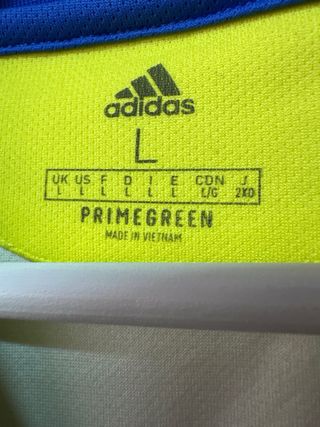 adidas
L
UK US F D I E CDN J
L L L L L L L/G 2XO
PRIMEGREEN
MADE IN VIETNAM